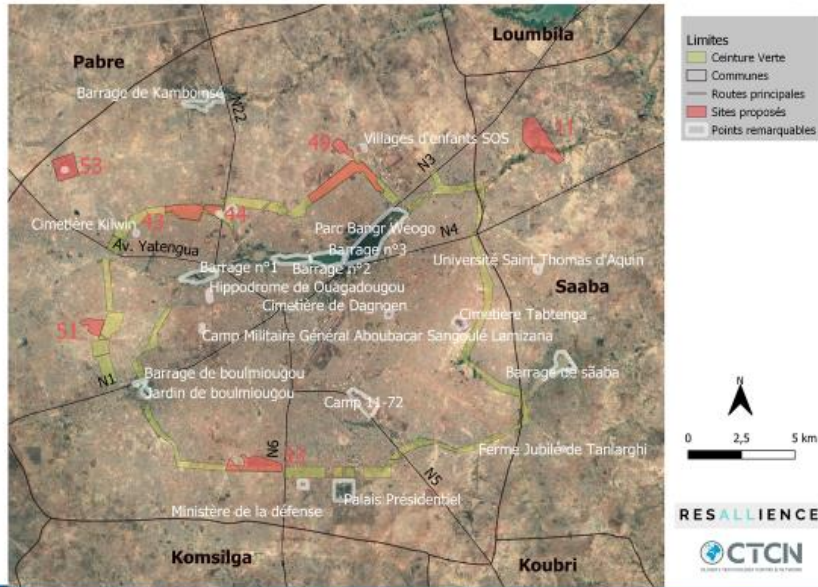 Loumbila
Pabre
Barrage de Kamboinsé
N22
11
49
Villages d'enfants SOS
53
N3
Cimetière Kilwin
43
44
Parc Bangr Weogo
Av. Yatengua
N4
Barrage n°3
Barrage n°1
Barrage n°2
Université Saint Thomas d'Aquin
Hippodrome de Ouagadougou
Saaba
Cimetière de Dagngen
Cimetière Tabtenga
51
Camp Militaire Général Aboubacar Sangoulé Lamizana
Barrage de boulmiougou
Barrage de sãaba
N1
Jardin de boulmiougou
Camp 11-72
N6
Ferme Jubilé de Tanlarghi
N5
Palais Présidentiel
Ministère de la défense
Komsilga
Koubri
Limites
Ceinture Verte
Communes
Routes principales
Sites proposés
Points remarquables
N
0 2,5 5 km
RESALLIENCE
CTCN